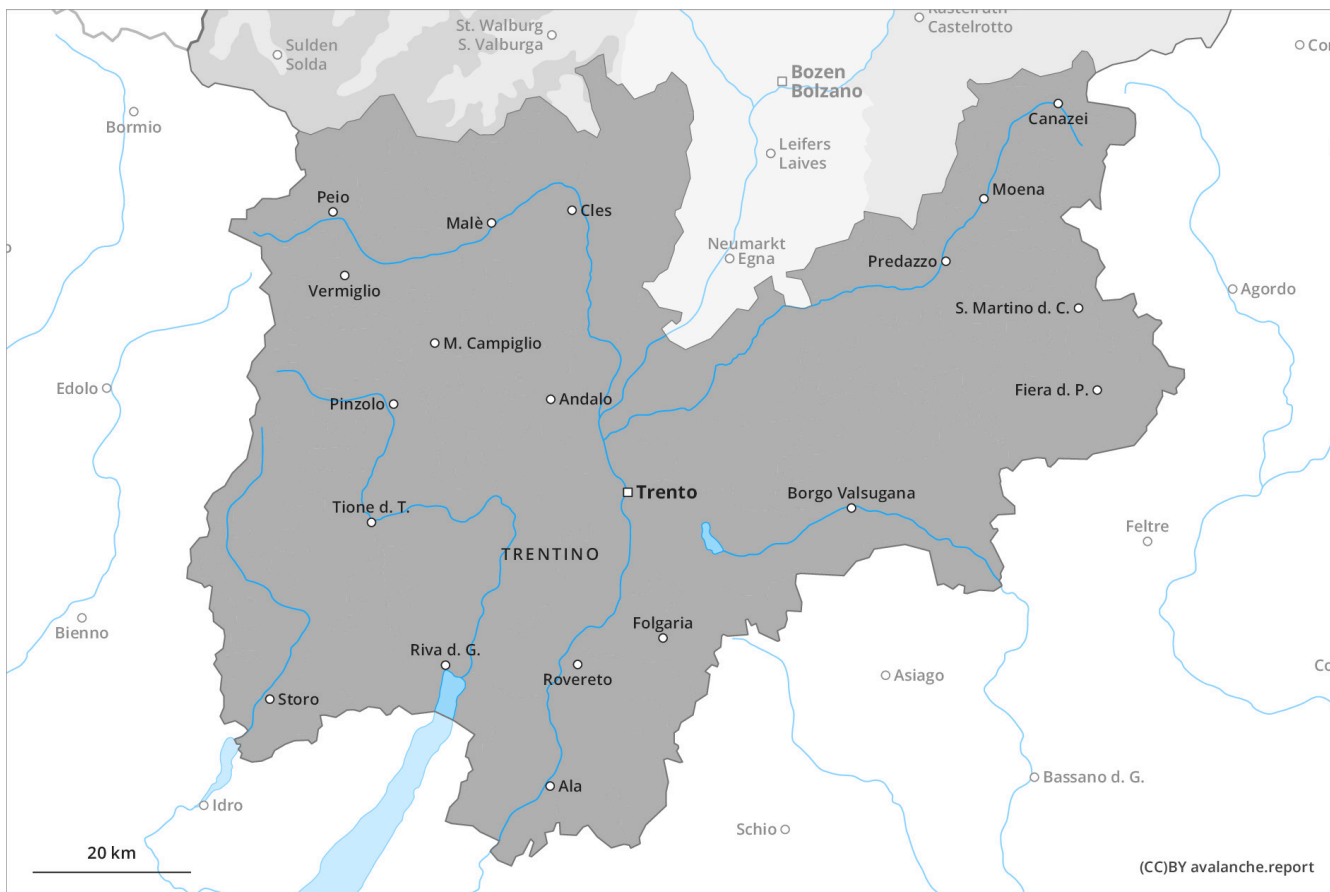 Kastelruth
Castelrotto
St. Walburg
S. Valburga
Sulden
Solda
Bozen
Bolzano
Bormio
Canazei
Leifers
Laives
Peio
Malè
Cles
Moena
Neumarkt
Egna
Predazzo
Vermiglio
Agordo
S. Martino d. C.
M. Campiglio
Edolo
Pinzolo
Andalo
Fiera d. P.
Trento
Borgo Valsugana
Tione d. T.
Feltre
TRENTINO
Bienno
Folgaria
Riva d. G.
Rovereto
Asiago
Storo
Bassano d. G.
Ala
Idro
Schio
20 km
(CC)BY avalanche.report